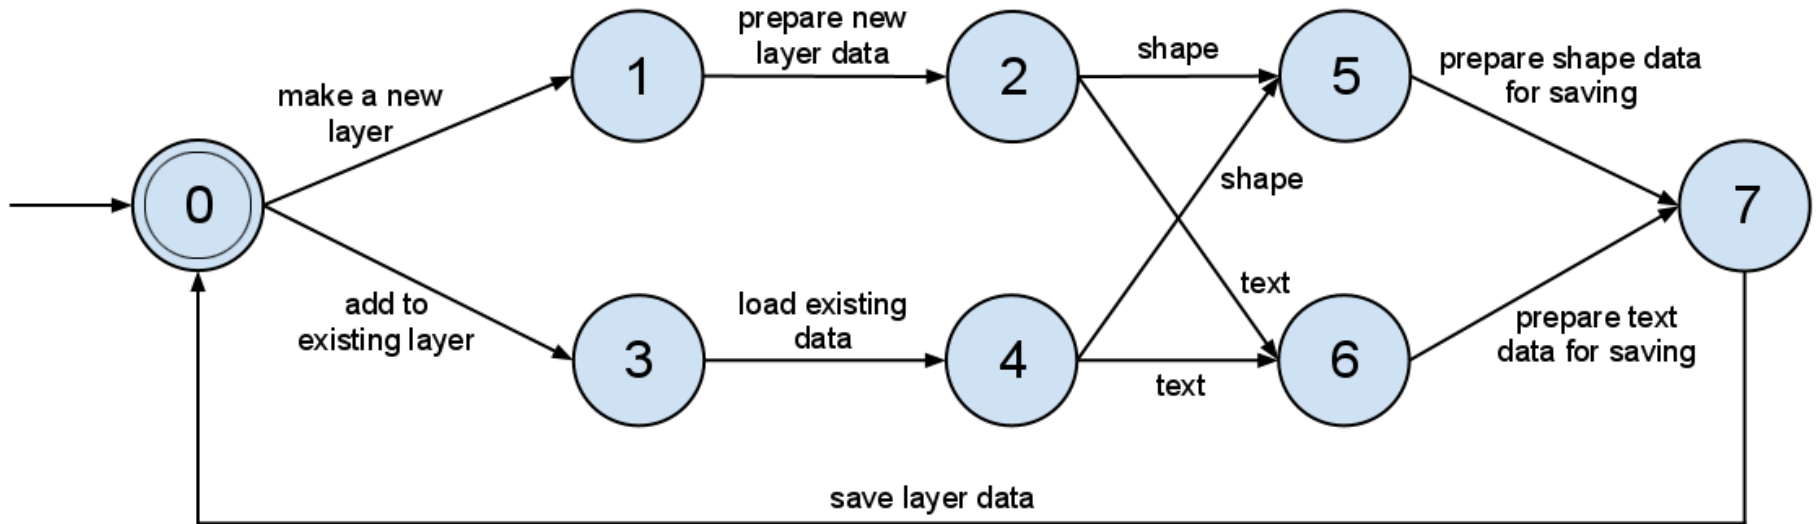 prepare new
layer data
shape
prepare shape data
for saving
make a new
layer
1
2
5
0
7
shape
add to
existing layer
load existing
data
text
3
4
6
prepare text
data for saving
text
save layer data